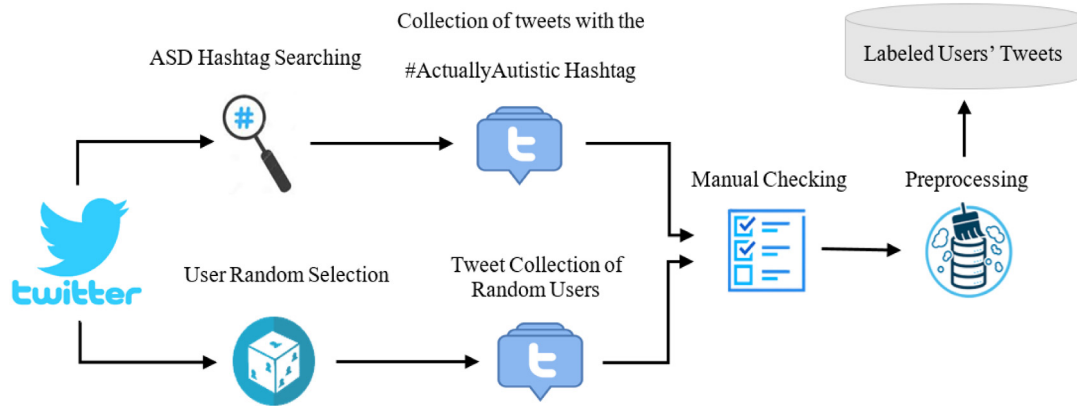 Collection of tweets with the
#ActuallyAutistic Hashtag
ASD Hashtag Searching
#
t
Labeled Users' Tweets
Manual Checking
Preprocessing
twitter
User Random Selection
Tweet Collection of
Random Users
t